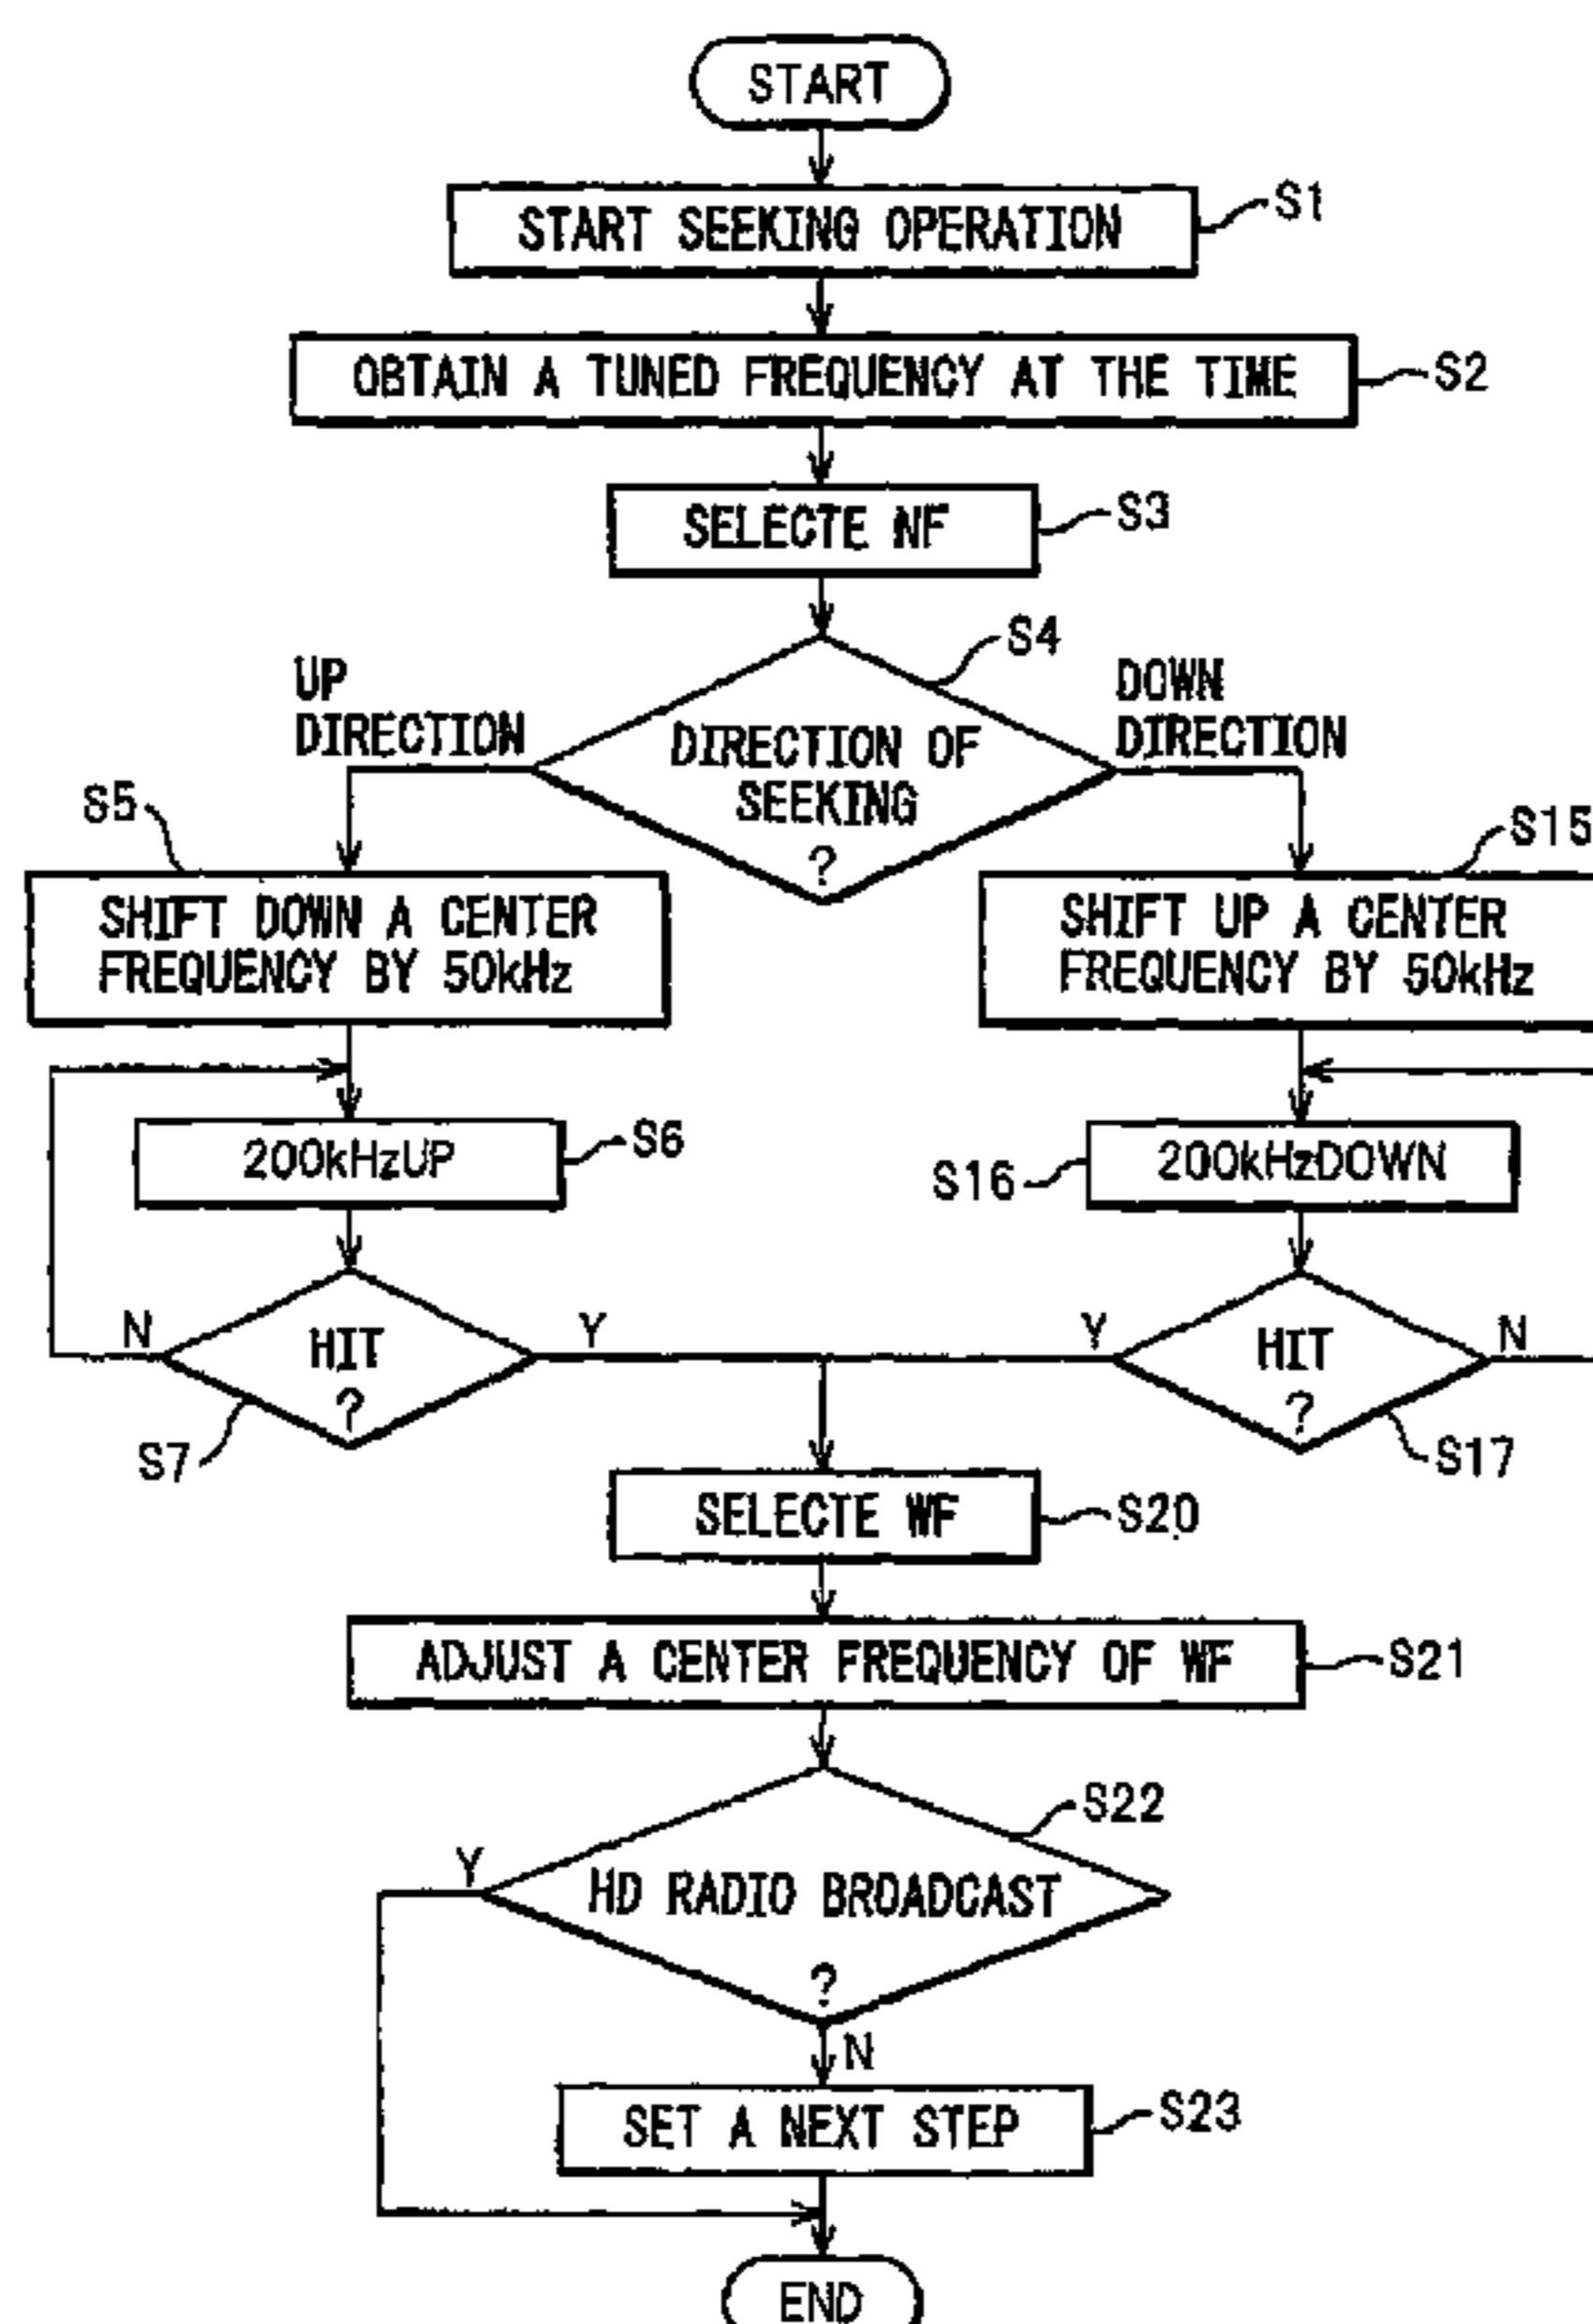 START
START SEEKING OPERATION
S1
OBTAIN A TUNED FREQUENCY AT THE TIME
S2
SELECTE NF
S3
S4
UP
DIRECTION
DOWN
DIRECTION
DIRECTION OF
SEEKING
?
S5
S15
SHIFT DOWN A CENTER
FREQUENCY BY 50kHz
SHIFT UP A CENTER
FREQUENCY BY 50kHz
200kHzUP
S6
S16
200kHzDOWN
N
HIT
?
Y
S7
Y
HIT
?
N
S17
SELECTE WF
S20
ADJUST A CENTER FREQUENCY OF WF
S21
S22
Y
HD RADIO BROADCAST
?
N
SET A NEXT STEP
S23
END